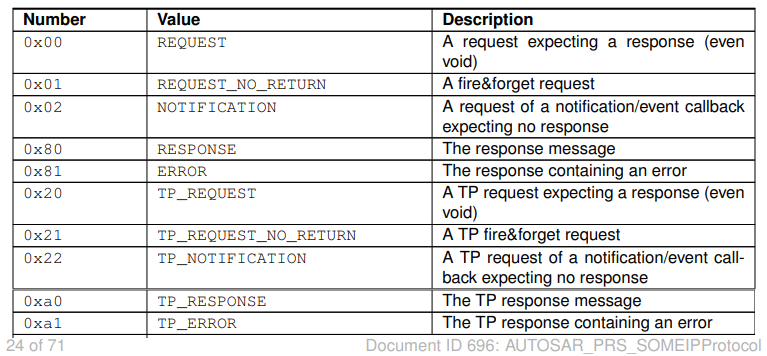 Number Value Description
0x00 REQUEST A request expecting a response (even
void)
0x01 REQUEST_NO_RETURN A fire&forget request
0x02 NOTIFICATION A request of a notification/event callback
expecting no response
0x80 RESPONSE The response message
0x81 ERROR The response containing an error
0x20 TP_REQUEST A TP request expecting a response (even
void)
0x21 TP_REQUEST_NO_RETURN A TP fire&forget request
0x22 TP_NOTIFICATION A TP request of a notification/event call-
back expecting no response
0xa0 TP_RESPONSE The TP response message
0xa1 TP_ERROR The TP response containing an error
24 of 71 Document ID 696: AUTOSAR_PRS_SOMEIPProtocol